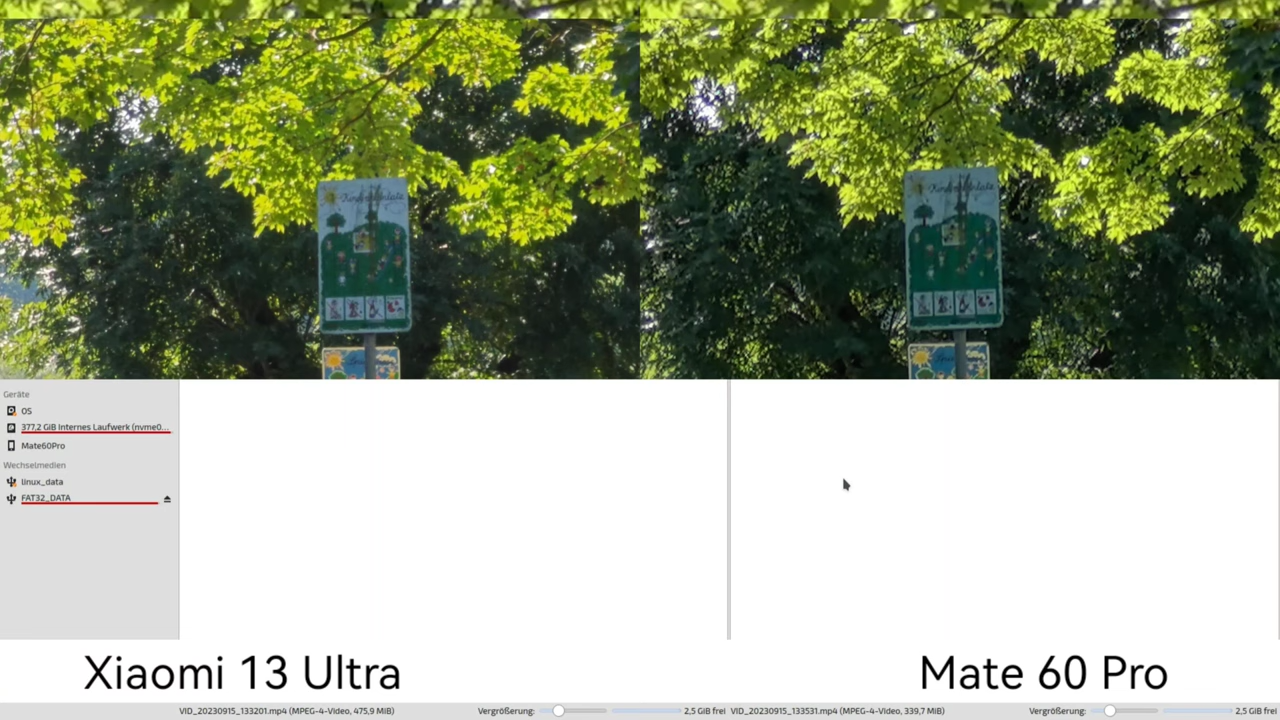 Geräte
OS
377,2 GiB Internes Laufwerk (nvme0...
Mate60Pro
Wechselmedien
linux_data
FAT32_DATA
Xiaomi 13 Ultra
Mate 60 Pro
VID_20230915_133201.mp4 (MPEG-4-Video, 475,9 MiB)
Vergrößerung:
2,5 GiB frei
VID_20230915_133531.mp4 (MPEG-4-Video, 339,7 MiB)
Vergrößerung:
2,5 GiB frei